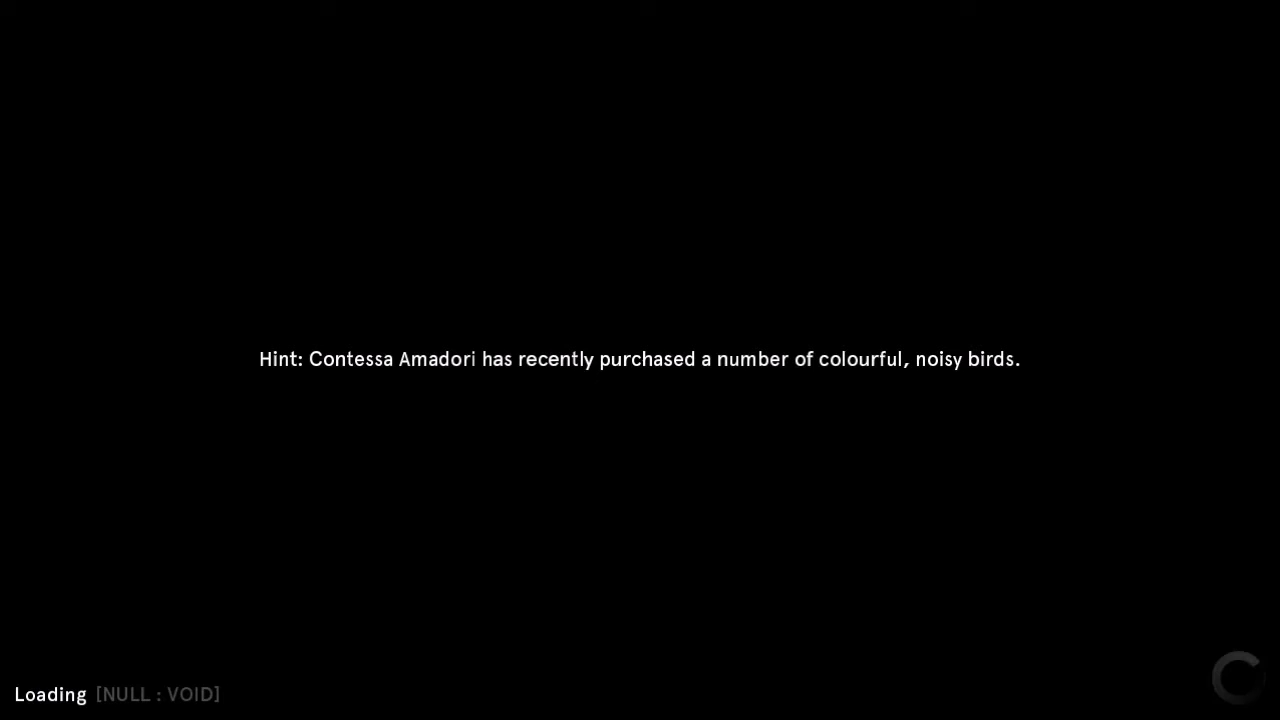 Hint: Contessa Amadori has recently purchased a number of colourful, noisy birds.
Loading [NULL : VOID]